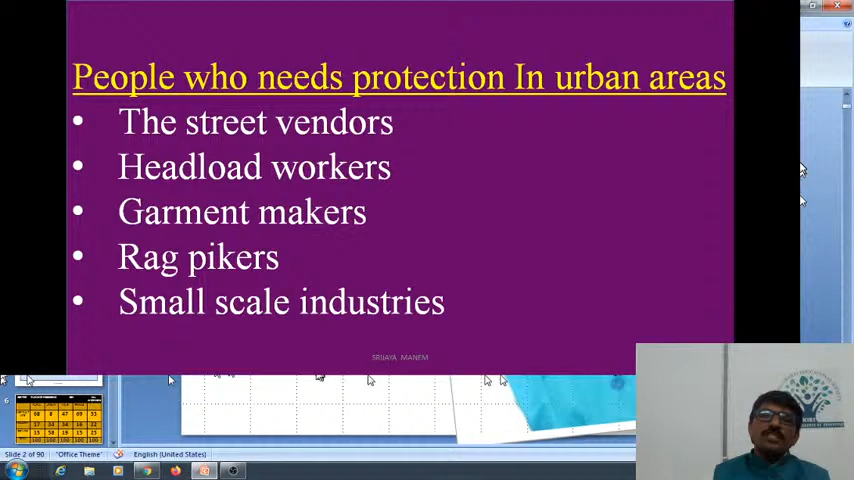 People who needs protection In urban areas
• The street vendors
• Headload workers
• Garment makers
• Rag pikers
• Small scale industries
SRIJAYA MANEM
6
Slide 2 of 90
"Office Theme"
English (United States)